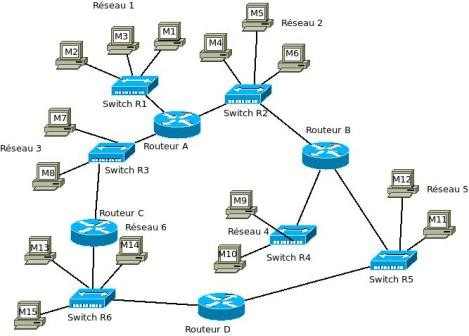 Réseau 1
M5
M3
M1
Réseau 2
M4
M2
M6
Switch R1
Switch R2
M7
Routeur B
Routeur A
Réseau 3
Switch R3
M8
M12
Réseau 5
M9
Routeur C
M11
Réseau 6
Réseau 4
M13
M14
M10
Switch R4
Switch R5
M15
Switch R6
Routeur D